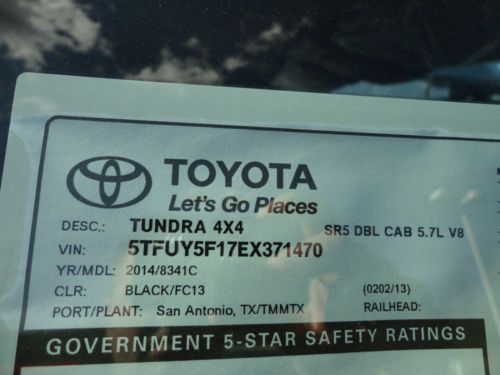 TOYOTA
Let's Go Places
DESC.: TUNDRA 4X4 SR5 DBL CAB 5.7L V8
VIN: 5TFUY5F17EX371470
YR/MDL: 2014/8341C
CLR: BLACK/FC13 (0202/13)
PORT/PLANT: San Antonio, TX/TMMTX RAILHEAD:
GOVERNMENT 5-STAR SAFETY RATINGS